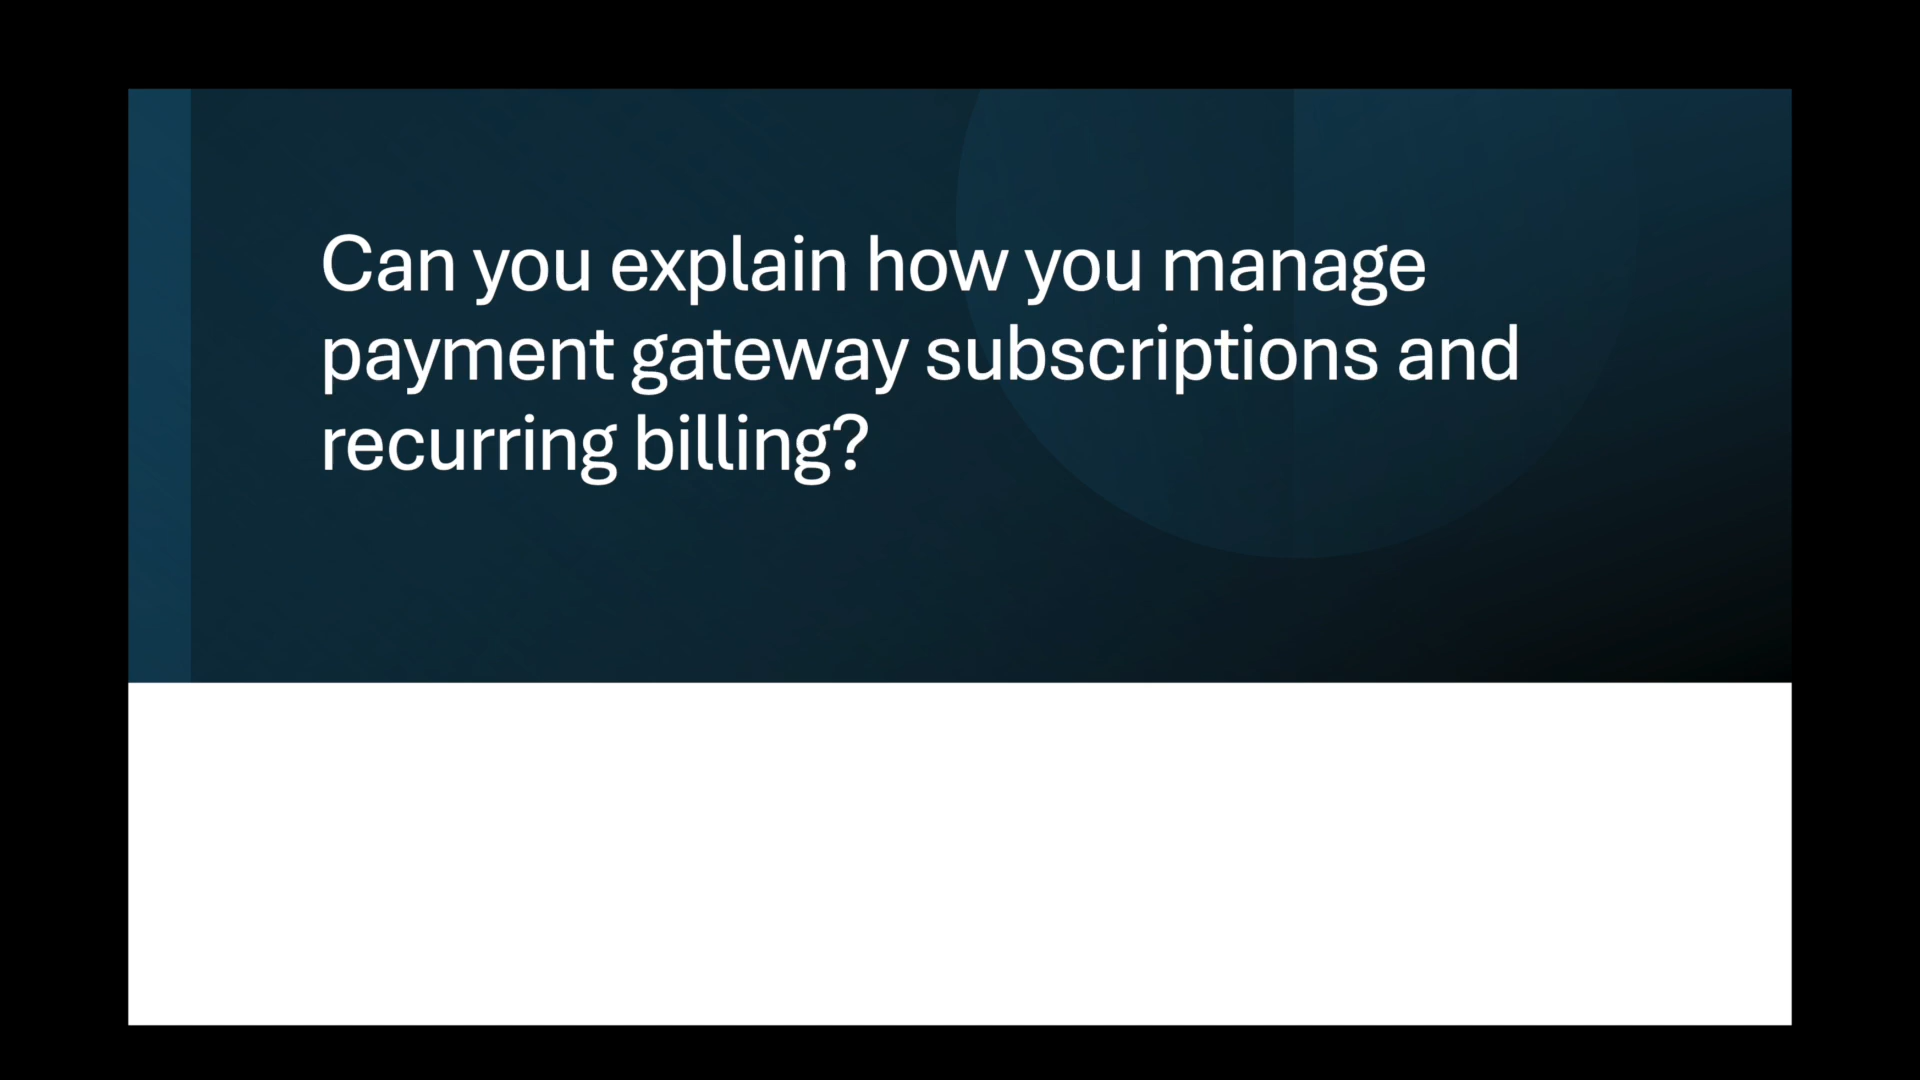 Can you explain how you manage
payment gateway subscriptions and
recurring billing?